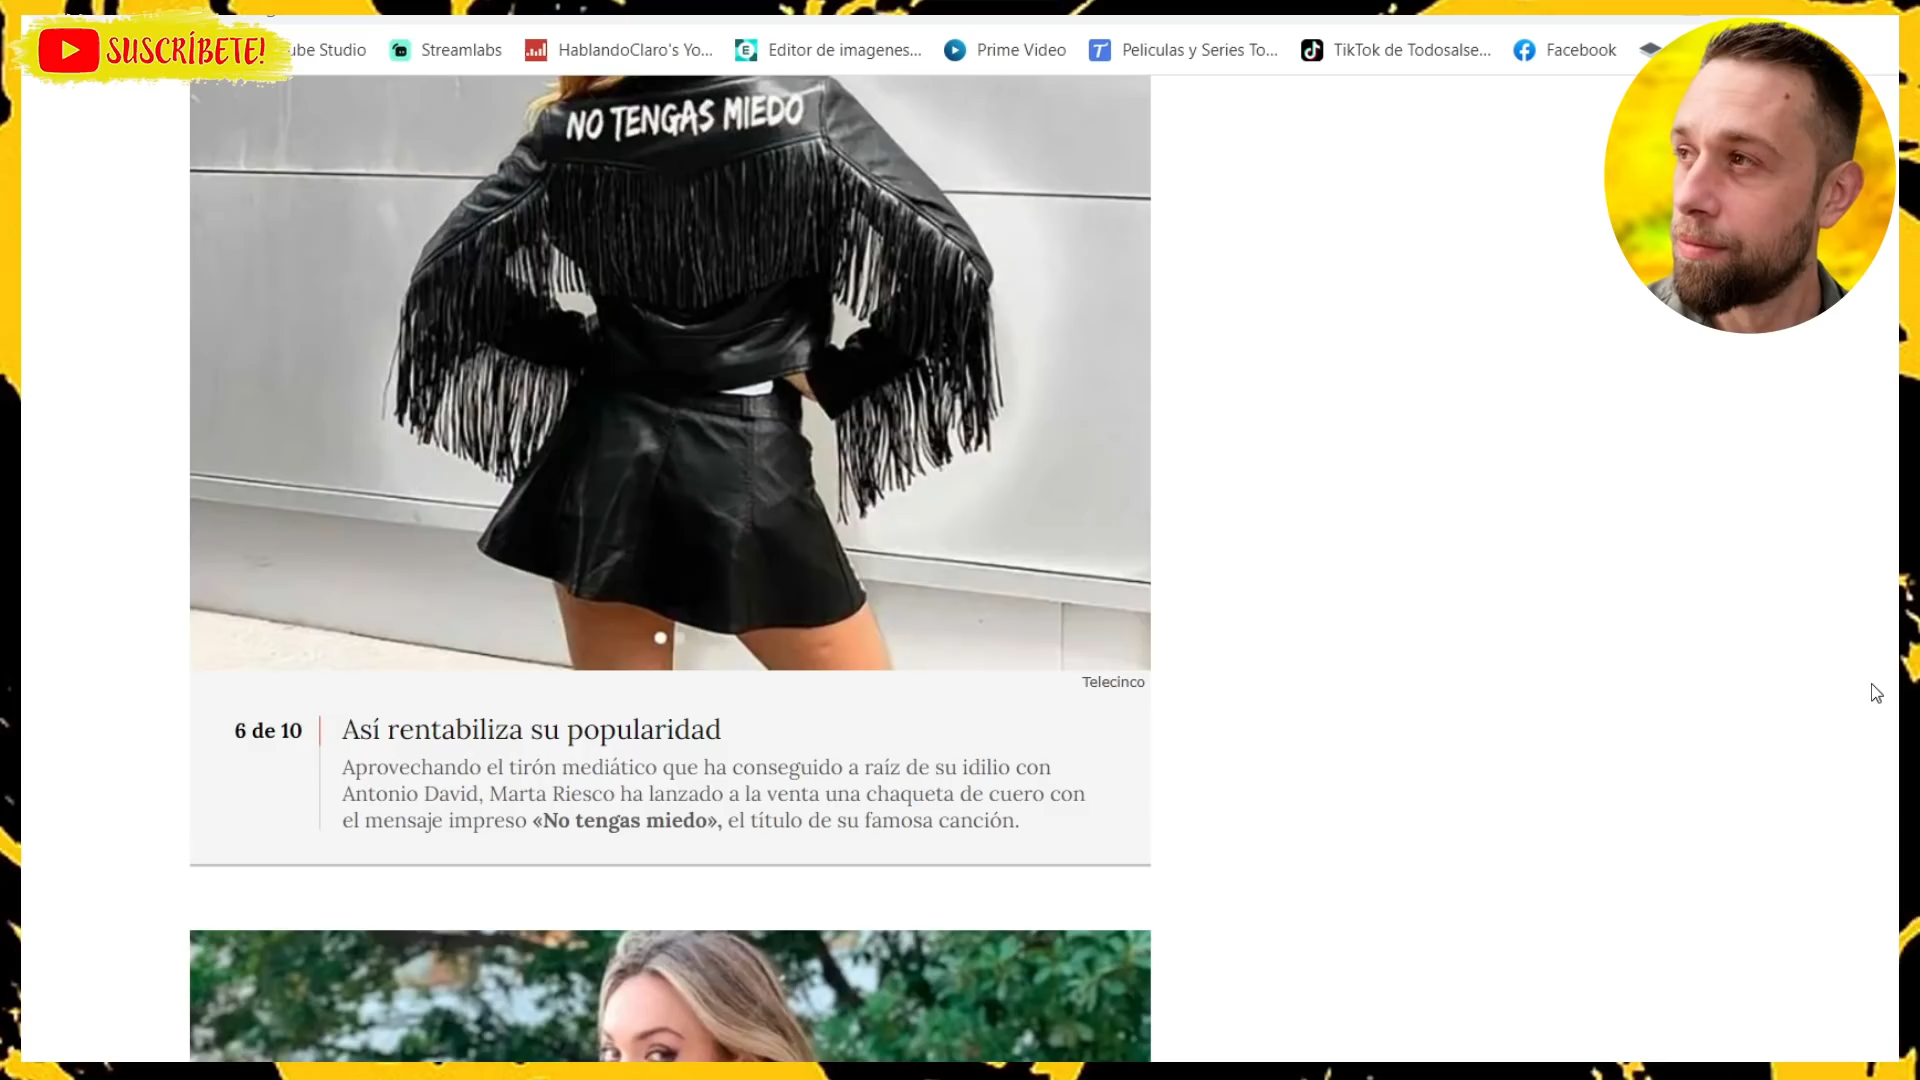 SUSCRÍBETE!
ube Studio
Streamlabs
HablandoClaro's Yo...
Editor de imagenes...
Prime Video
Peliculas y Series To...
TikTok de Todosalse...
Facebook
NO TENGAS MIEDO
Telecinco
6 de 10
Así rentabiliza su popularidad
Aprovechando el tirón mediático que ha conseguido a raíz de su idilio con
Antonio David, Marta Riesco ha lanzado a la venta una chaqueta de cuero con
el mensaje impreso «No tengas miedo», el título de su famosa canción.